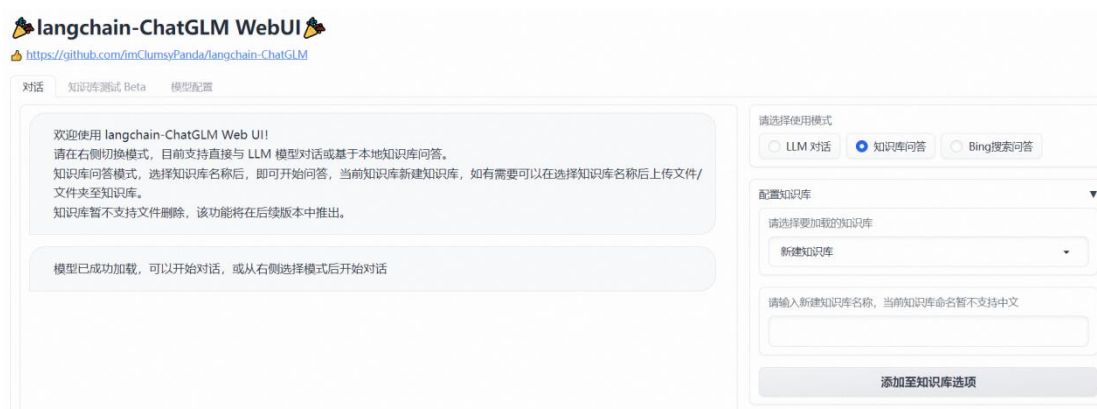 🎉langchain-ChatGLM WebUI🎉
👍 https://github.com/imClumsyPanda/langchain-ChatGLM
对话 知识库测试 Beta 模型配置
欢迎使用 langchain-ChatGLM Web UI!
请在右侧切换模式，目前支持直接与 LLM 模型对话或基于本地知识库问答。
知识库问答模式，选择知识库名称后，即可开始问答，当前知识库新建知识库，如有需要可以在选择知识库名称后上传文件/
文件夹至知识库。
知识库暂不支持文件删除，该功能将在后续版本中推出。
模型已成功加载，可以开始对话，或从右侧选择模式后开始对话
请选择使用模式
LLM 对话 知识库问答 Bing搜索问答
配置知识库
请选择要加载的知识库
新建知识库
请输入新建知识库名称，当前知识库命名暂不支持中文
添加至知识库选项